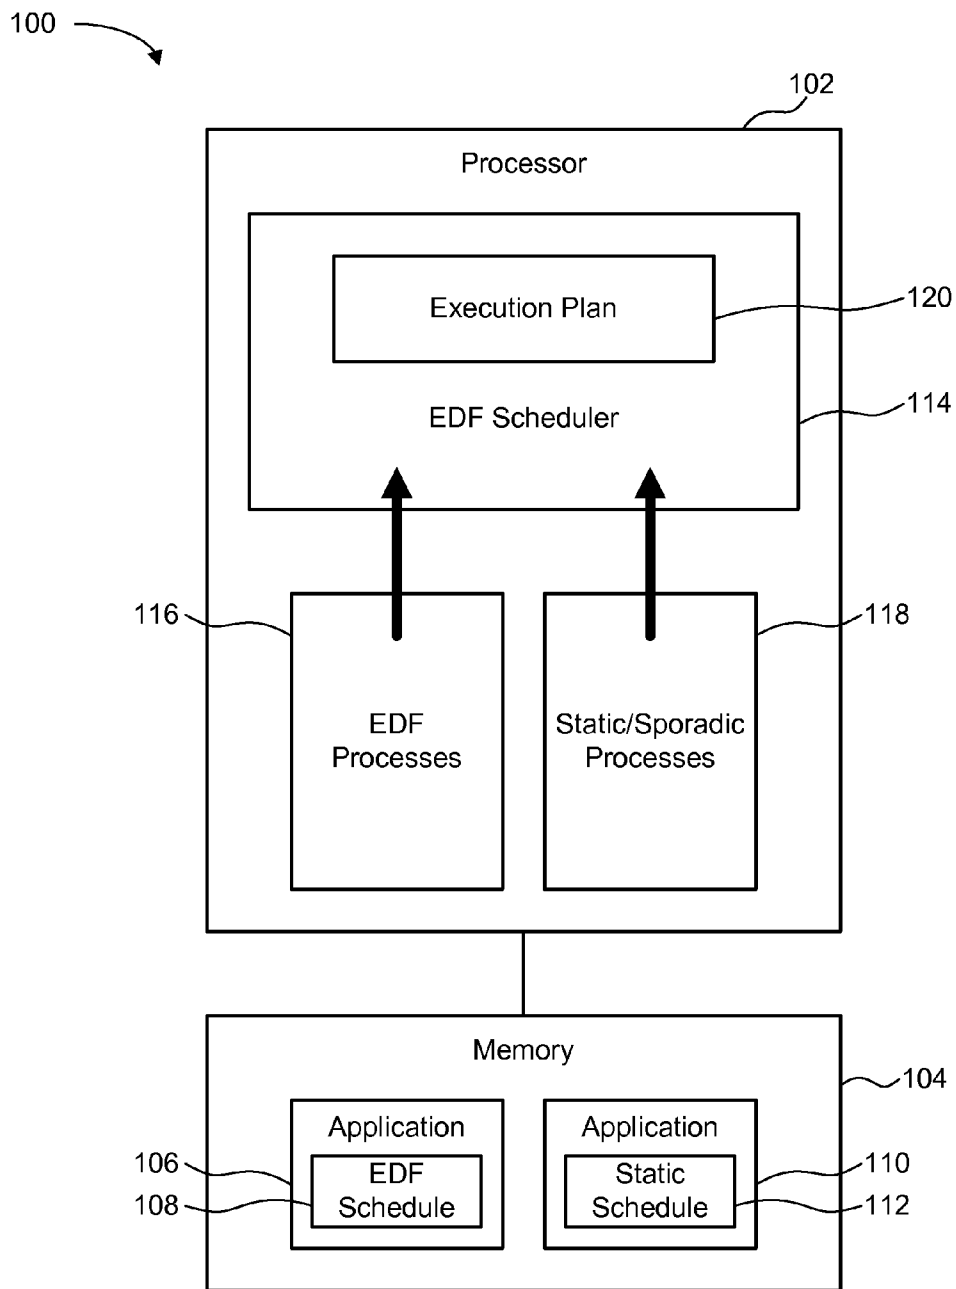 100
102
Processor
Execution Plan
120
EDF Scheduler
114
116
118
EDF
Processes
Static/Sporadic
Processes
Memory
104
Application
EDF
Schedule
106
108
Application
Static
Schedule
110
112